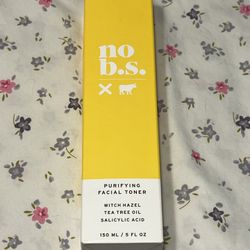 no
b.s.
PURIFYING
FACIAL TONER
WITCH HAZEL
TEA TREE OIL
SALICYLIC ACID
150 ML / 5 FL OZ